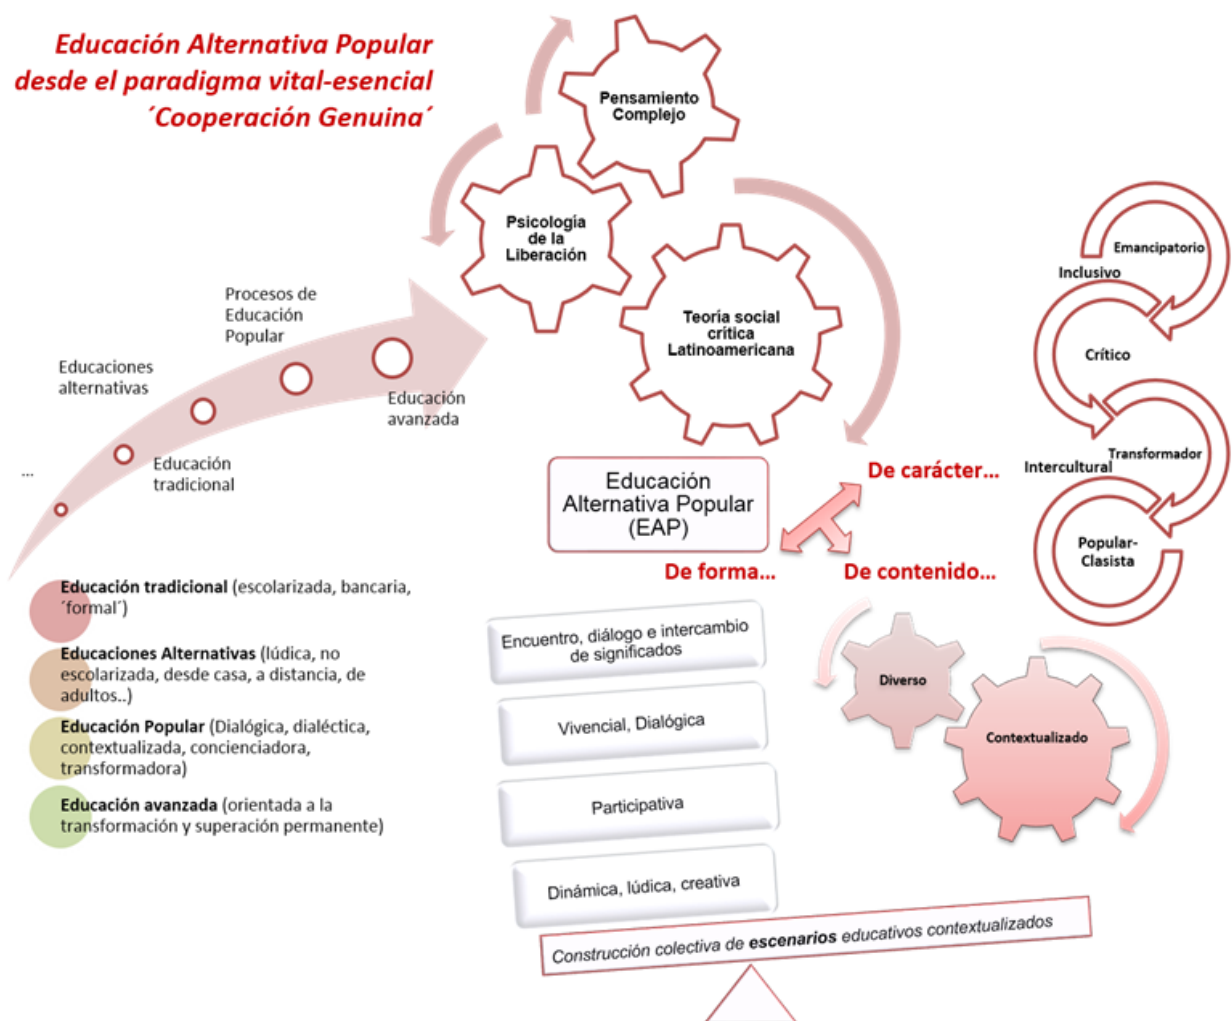 Educación Alternativa Popular
desde el paradigma vital-esencial
´Cooperación Genuina´
Pensamiento
Complejo
Psicología
de la
Liberación
Teoría social
crítica
Latinoamericana
Procesos de
Educación
Popular
Educaciones
alternativas
Educación
avanzada
Educación
tradicional
...
Emancipatorio
Inclusivo
Crítico
Transformador
Intercultural
Popular-
Clasista
Educación
Alternativa Popular
(EAP)
De carácter...
De forma...
De contenido...
Educación tradicional (escolarizada, bancaria,
´formal´)
Educaciones Alternativas (lúdica, no
escolarizada, desde casa, a distancia, de
adultos..)
Educación Popular (Dialógica, dialéctica,
contextualizada, concienciadora,
transformadora)
Educación avanzada (orientada a la
transformación y superación permanente)
Encuentro, diálogo e intercambio
de significados
Vivencial, Dialógica
Participativa
Dinámica, lúdica, creativa
Diverso
Contextualizado
Construcción colectiva de escenarios educativos contextualizados